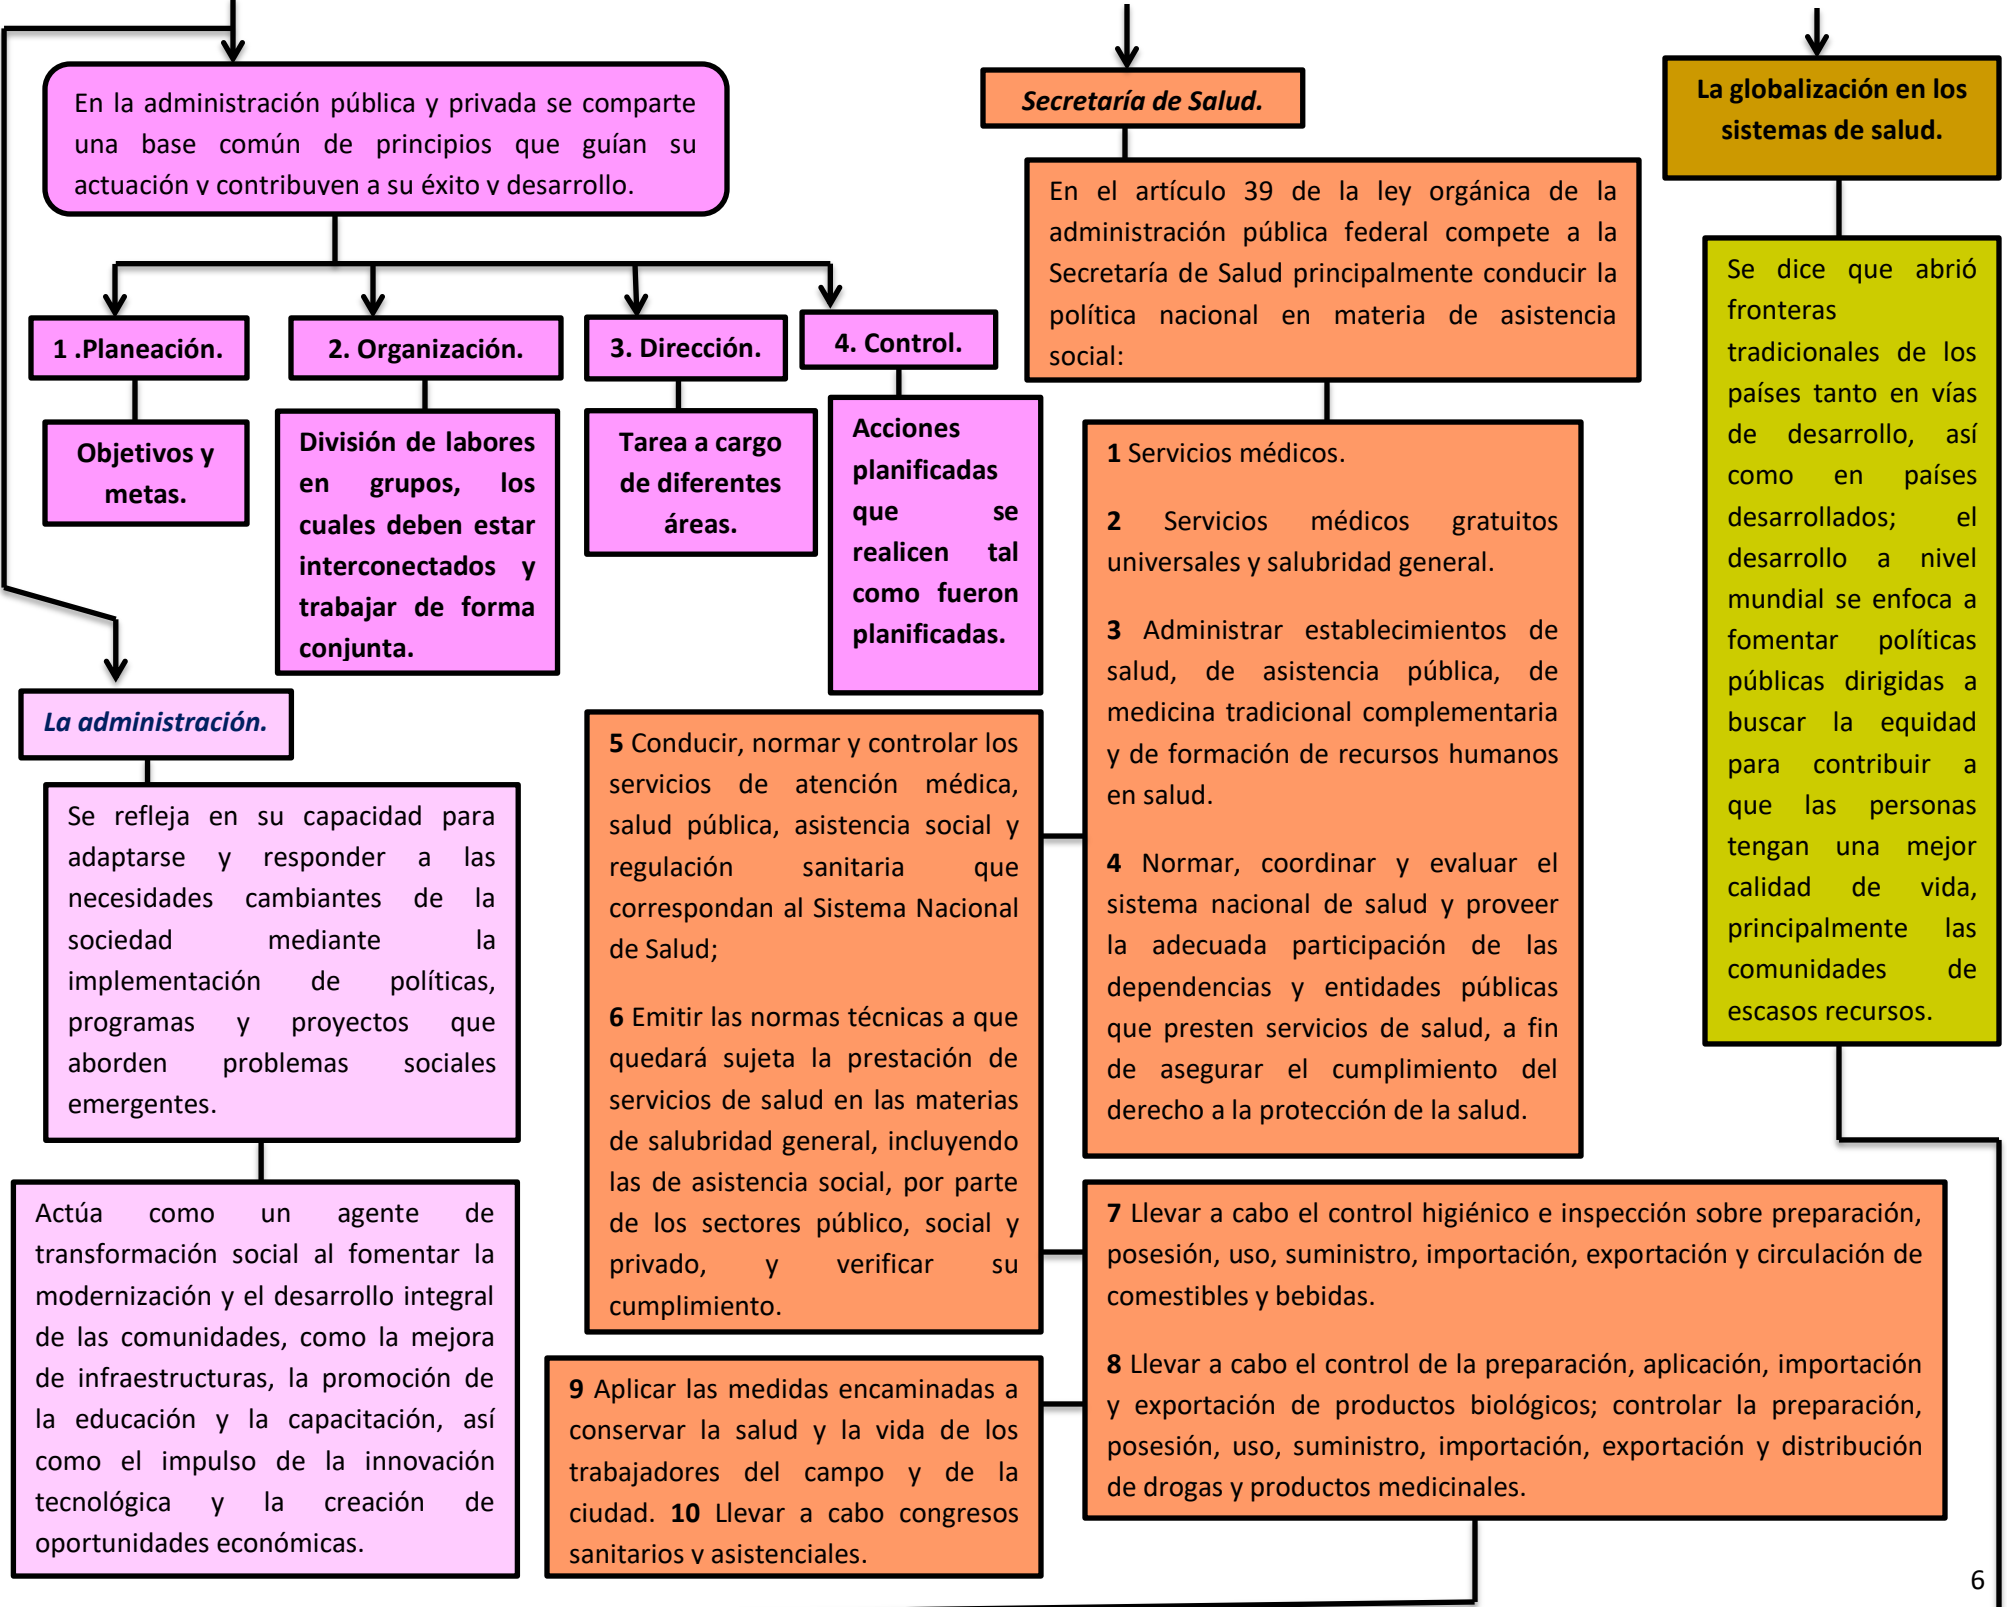 En la administración pública y privada se comparte
una base común de principios que guían su
actuación y contribuyen a su éxito y desarrollo.
1 .Planeación.
2. Organización.
3. Dirección.
4. Control.
Objetivos y
metas.
División de labores
en grupos, los
cuales deben estar
interconectados y
trabajar de forma
conjunta.
Tarea a cargo
de diferentes
áreas.
Acciones
planificadas
que se
realicen tal
como fueron
planificadas.
La administración.
Se refleja en su capacidad para
adaptarse y responder a las
necesidades cambiantes de la
sociedad mediante la
implementación de políticas,
programas y proyectos que
aborden problemas sociales
emergentes.
Actúa como un agente de
transformación social al fomentar la
modernización y el desarrollo integral
de las comunidades, como la mejora
de infraestructuras, la promoción de
la educación y la capacitación, así
como el impulso de la innovación
tecnológica y la creación de
oportunidades económicas.
Secretaría de Salud.
En el artículo 39 de la ley orgánica de la
administración pública federal compete a la
Secretaría de Salud principalmente conducir la
política nacional en materia de asistencia
social:
1 Servicios médicos.
2 Servicios médicos gratuitos
universales y salubridad general.
3 Administrar establecimientos de
salud, de asistencia pública, de
medicina tradicional complementaria
y de formación de recursos humanos
en salud.
4 Normar, coordinar y evaluar el
sistema nacional de salud y proveer
la adecuada participación de las
dependencias y entidades públicas
que presten servicios de salud, a fin
de asegurar el cumplimiento del
derecho a la protección de la salud.
5 Conducir, normar y controlar los
servicios de atención médica,
salud pública, asistencia social y
regulación sanitaria que
correspondan al Sistema Nacional
de Salud;
6 Emitir las normas técnicas a que
quedará sujeta la prestación de
servicios de salud en las materias
de salubridad general, incluyendo
las de asistencia social, por parte
de los sectores público, social y
privado, y verificar su
cumplimiento.
7 Llevar a cabo el control higiénico e inspección sobre preparación,
posesión, uso, suministro, importación, exportación y circulación de
comestibles y bebidas.
8 Llevar a cabo el control de la preparación, aplicación, importación
y exportación de productos biológicos; controlar la preparación,
posesión, uso, suministro, importación, exportación y distribución
de drogas y productos medicinales.
9 Aplicar las medidas encaminadas a
conservar la salud y la vida de los
trabajadores del campo y de la
ciudad. 10 Llevar a cabo congresos
sanitarios y asistenciales.
La globalización en los
sistemas de salud.
Se dice que abrió
fronteras
tradicionales de los
países tanto en vías
de desarrollo, así
como en países
desarrollados; el
desarrollo a nivel
mundial se enfoca a
fomentar políticas
públicas dirigidas a
buscar la equidad
para contribuir a
que las personas
tengan una mejor
calidad de vida,
principalmente las
comunidades de
escasos recursos.
6